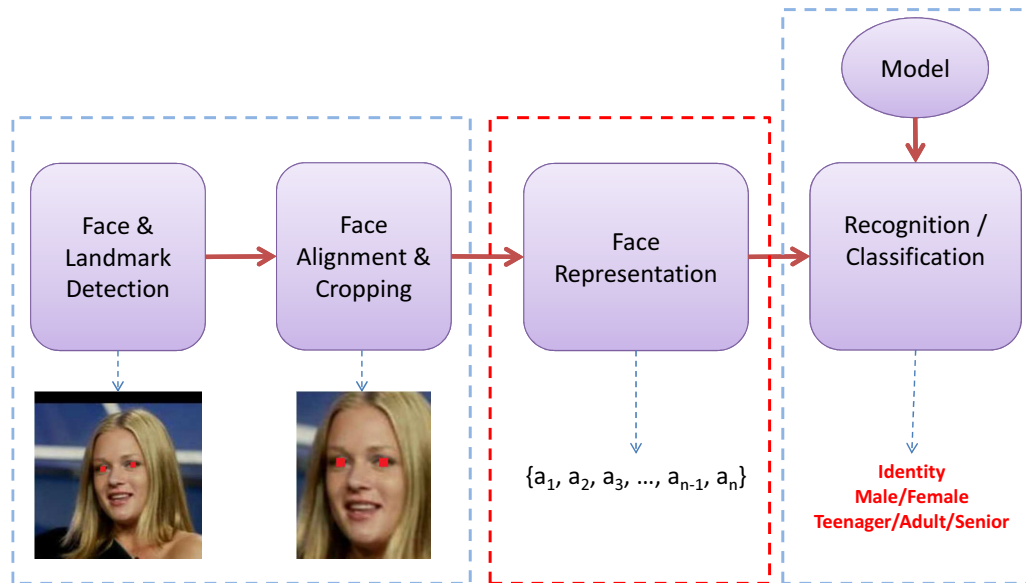 Model
Face &
Landmark
Detection
Face
Alignment &
Cropping
Face
Representation
Recognition /
Classification
{a₁, a₂, a₃, ..., aₙ₋₁, aₙ}
Identity
Male/Female
Teenager/Adult/Senior